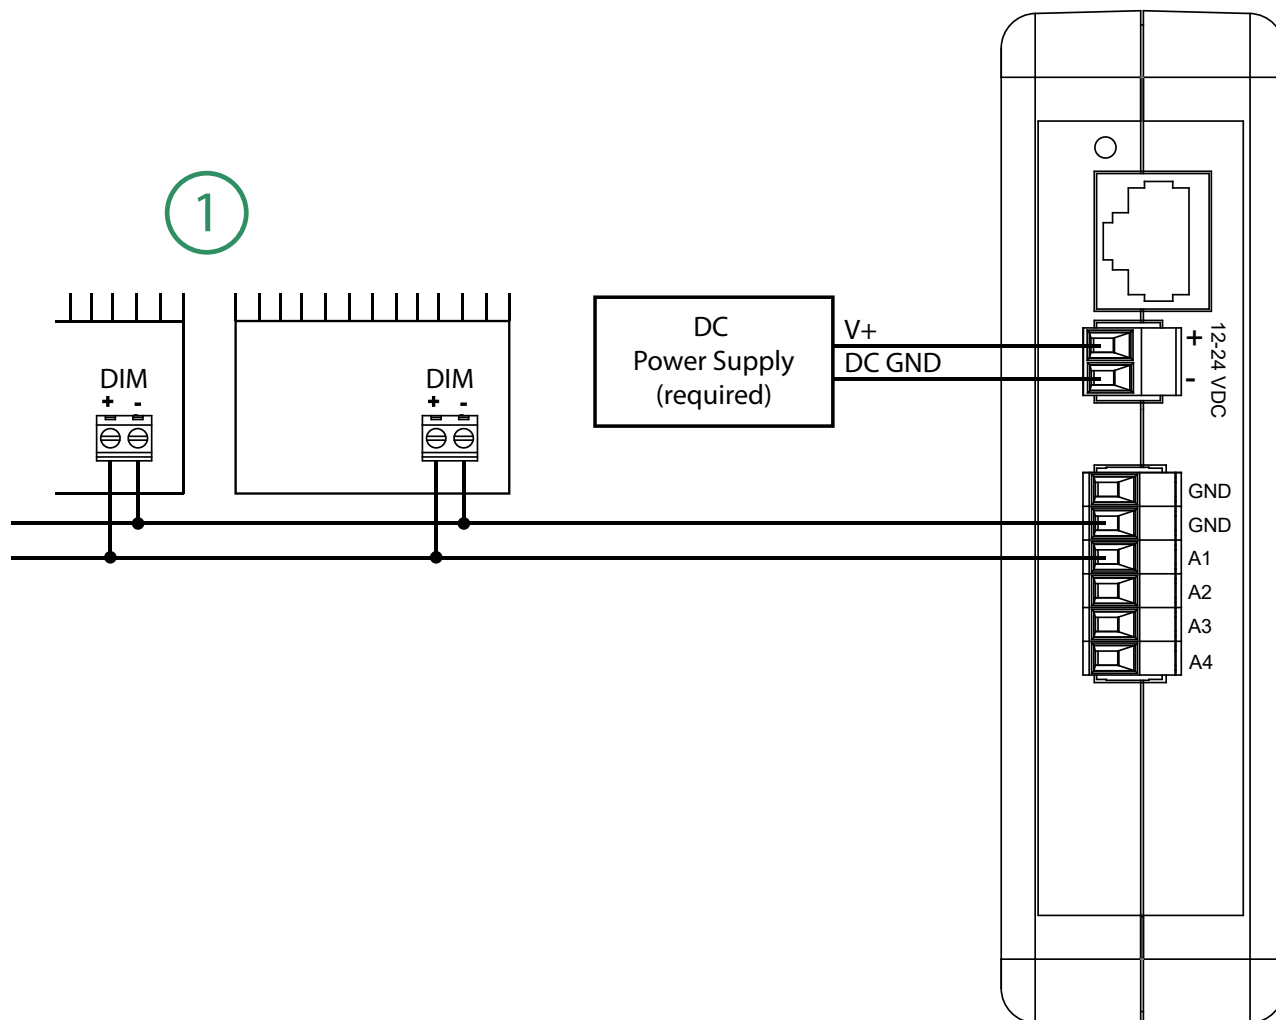 1
DIM
+ -
DIM
+ -
DC
Power Supply
(required)
V+
DC GND
+
-
12-24 VDC
GND
GND
A1
A2
A3
A4